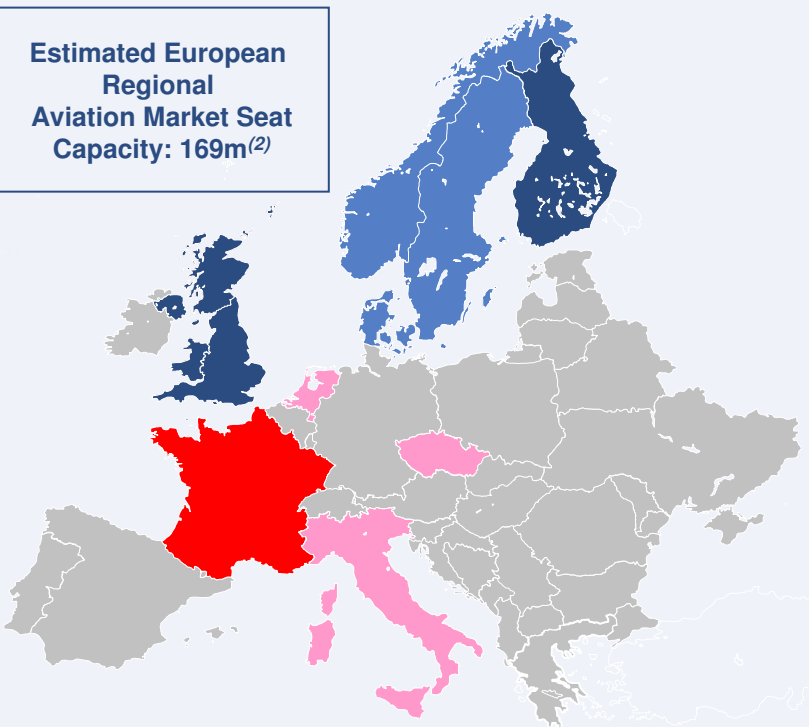 Estimated European
Regional
Aviation Market Seat
Capacity: 169m(2)